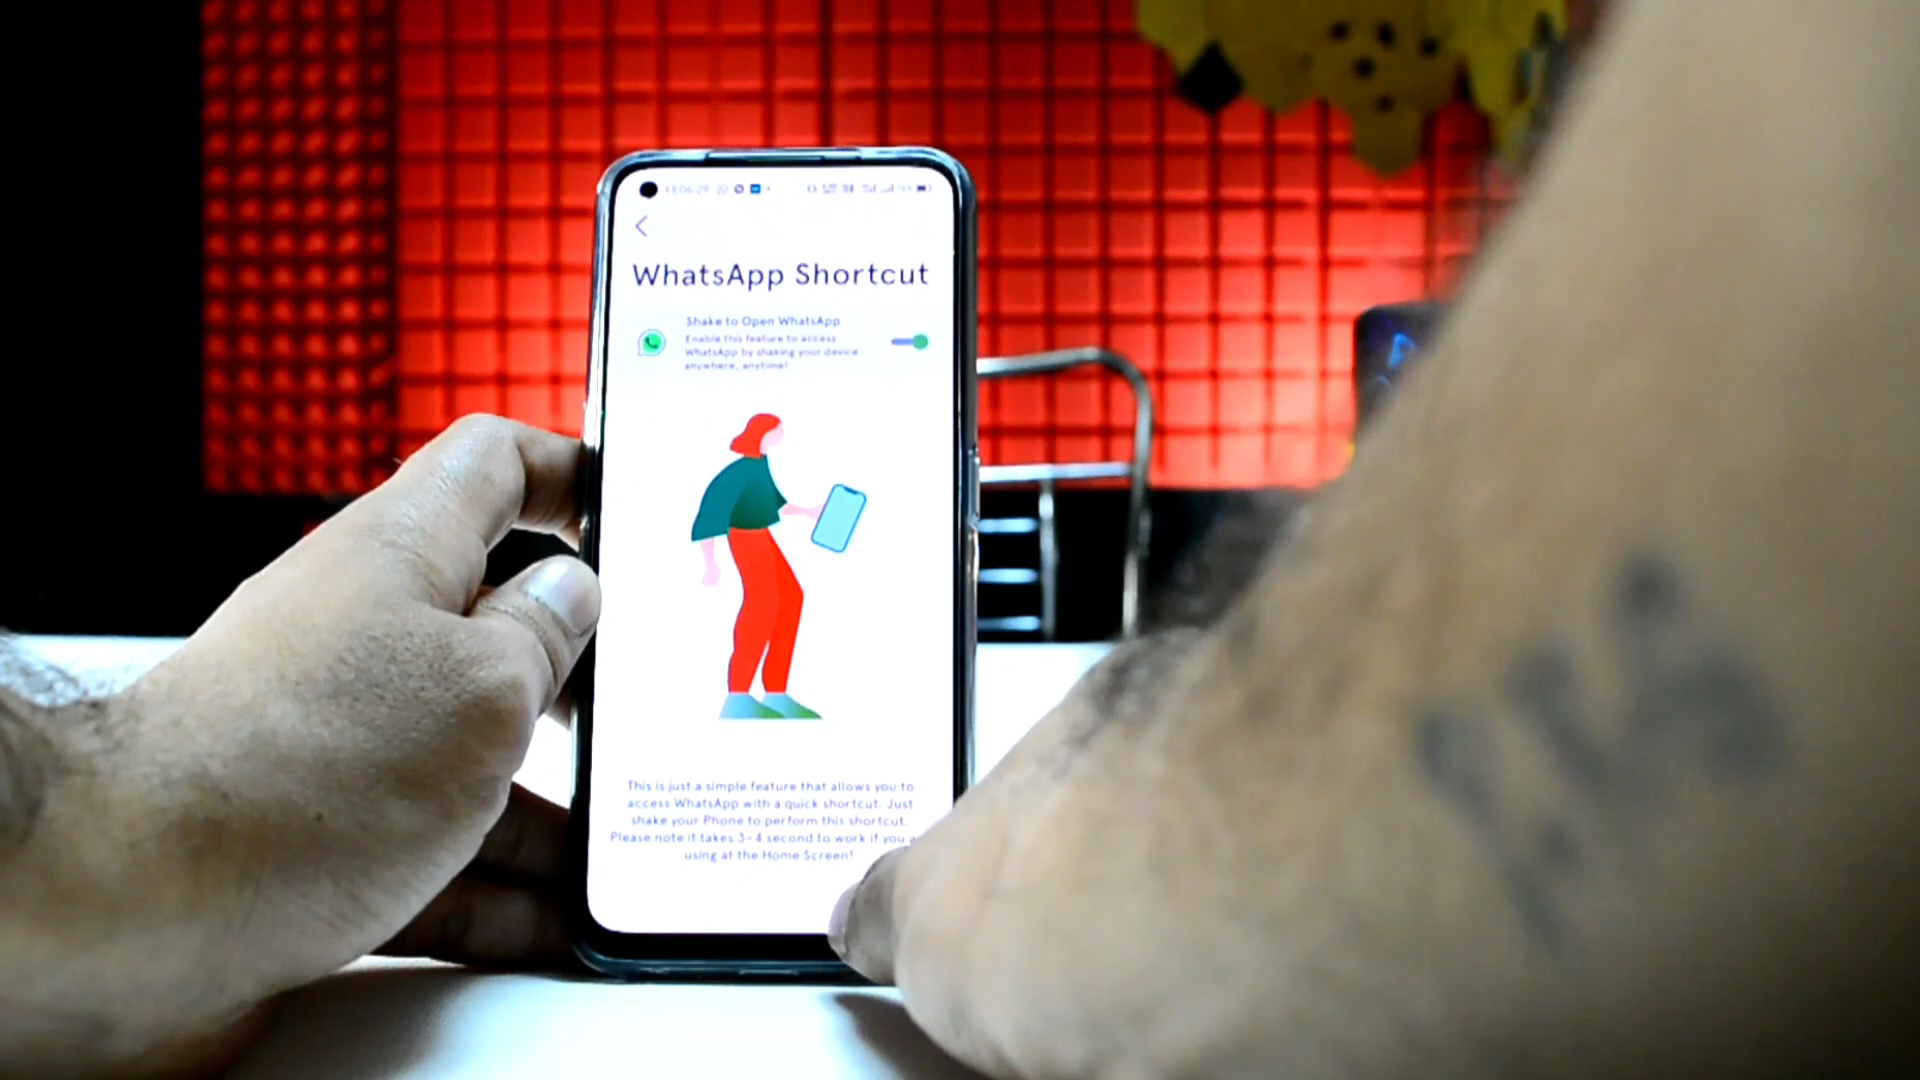 WhatsApp Shortcut
Shake to Open WhatsApp
Enable this feature to access
WhatsApp by shaking your device
anywhere, anytime!
This is just a simple feature that allows you to
access WhatsApp with a quick shortcut. Just
shake your Phone to perform this shortcut.
Please note it takes 3-4 second to work if you
using at the Home Screen!